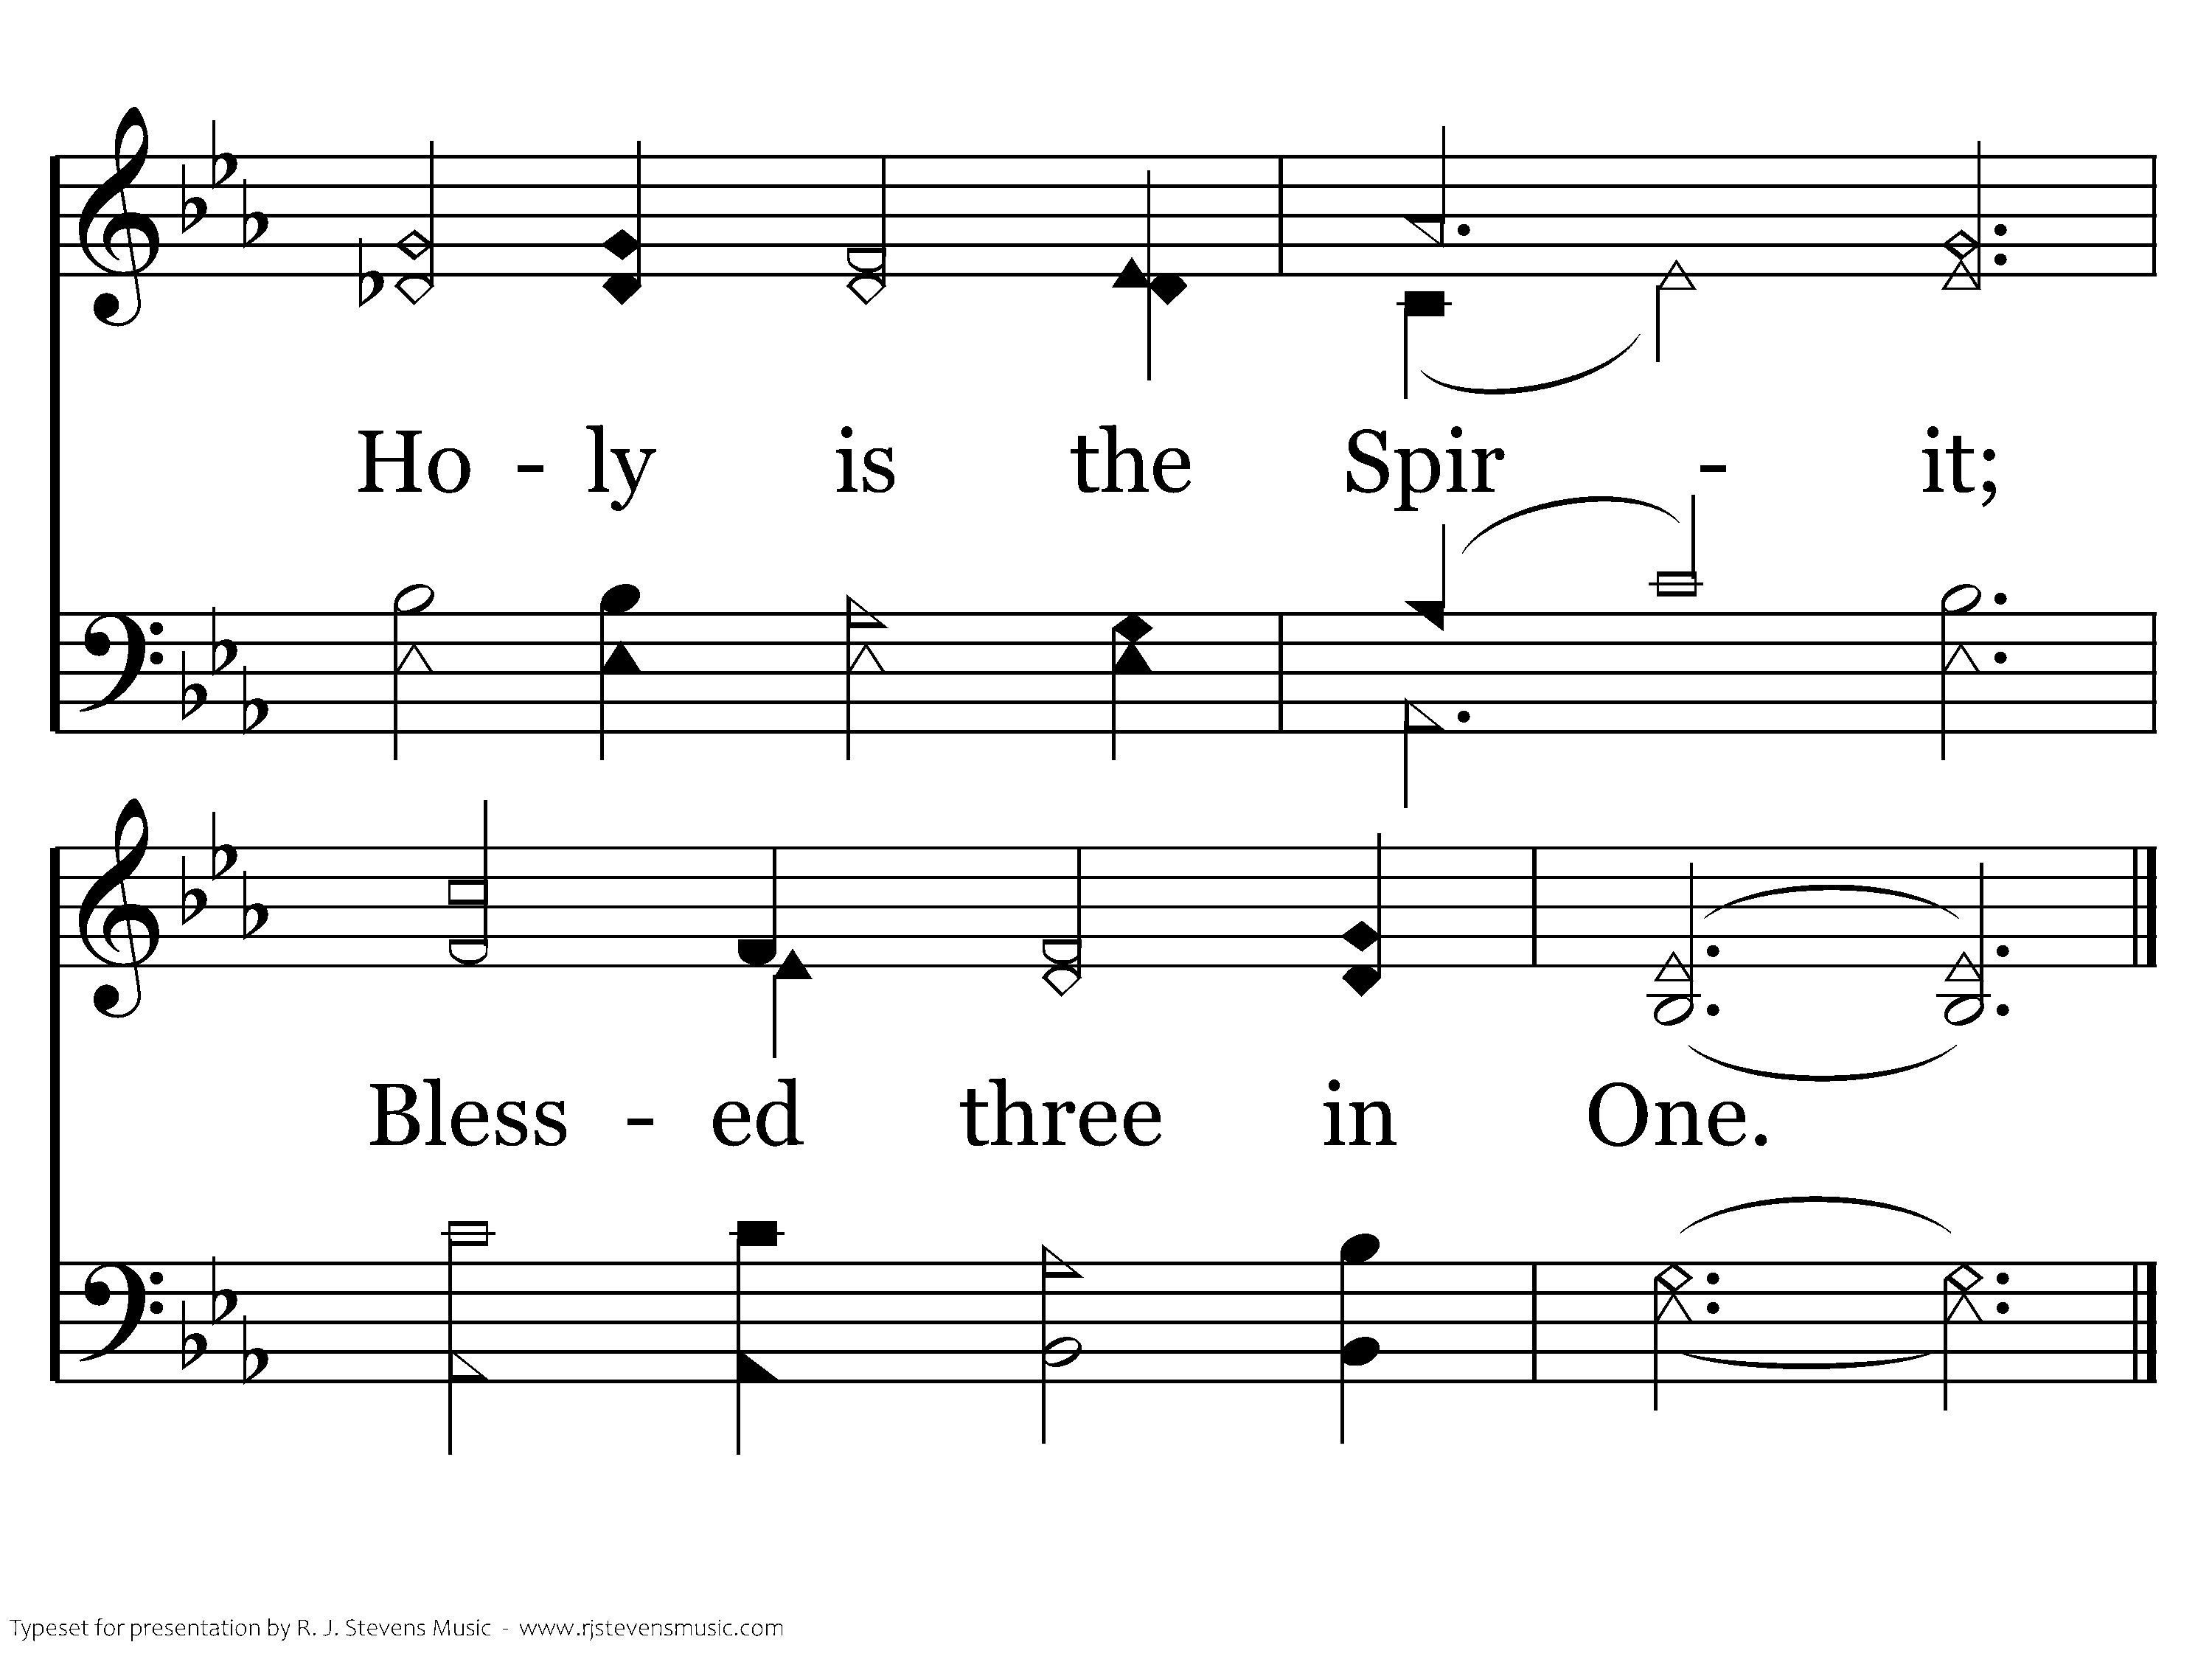 Ho - ly is the Spir - it;
Bless - ed three in One.
Typeset for presentation by R. J. Stevens Music - www.rjstevensmusic.com